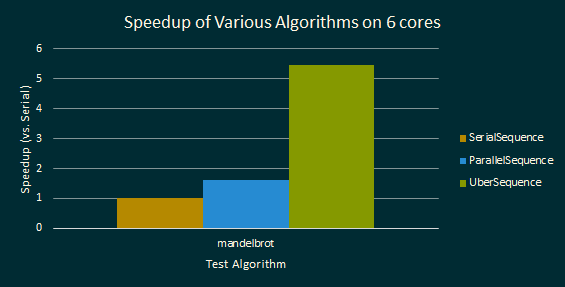 Speedup of Various Algorithms on 6 cores
6
5
4
3
2
1
0
Speedup (vs. Serial)
mandelbrot
Test Algorithm
SerialSequence
ParallelSequence
UberSequence